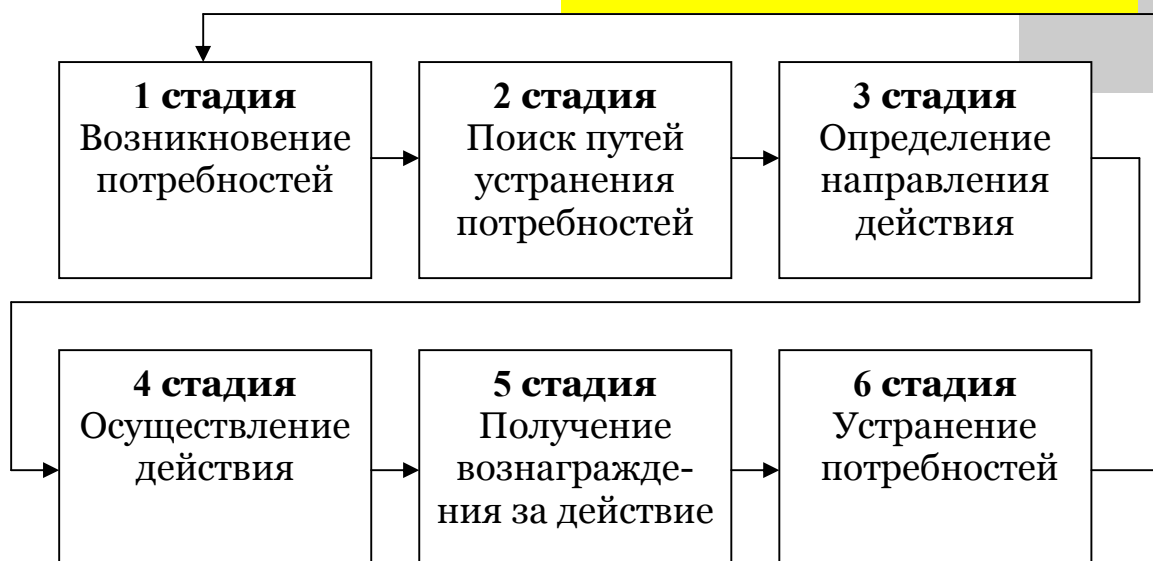 1 стадия
Возникновение
потребностей
2 стадия
Поиск путей
устранения
потребностей
3 стадия
Определение
направления
действия
4 стадия
Осуществление
действия
5 стадия
Получение
вознагражде-
ния за действие
6 стадия
Устранение
потребностей